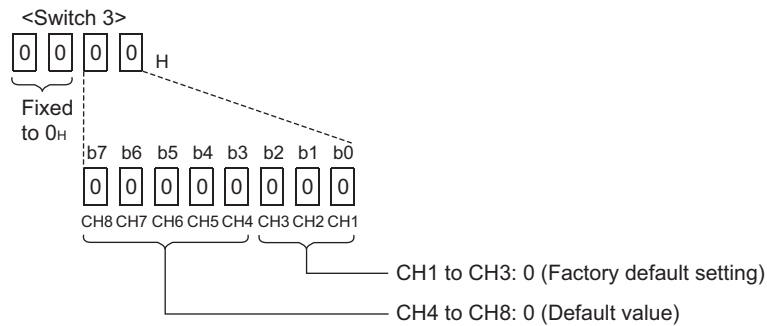 <Switch 3>
0 0 0 0 H
Fixed
to 0H
b7 b6 b5 b4 b3 b2 b1 b0
0 0 0 0 0 0 0 0
CH8 CH7 CH6 CH5 CH4 CH3 CH2 CH1
CH1 to CH3: 0 (Factory default setting)
CH4 to CH8: 0 (Default value)